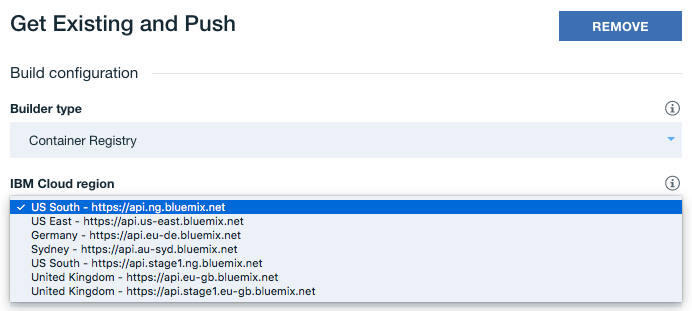 Get Existing and Push
REMOVE
Build configuration
Builder type
Container Registry
IBM Cloud region
✓ US South - https://api.ng.bluemix.net
US East - https://api.us-east.bluemix.net
Germany - https://api.eu-de.bluemix.net
Sydney - https://api.au-syd.bluemix.net
US South - https://api.stage1.ng.bluemix.net
United Kingdom - https://api.eu-gb.bluemix.net
United Kingdom - https://api.stage1.eu-gb.bluemix.net